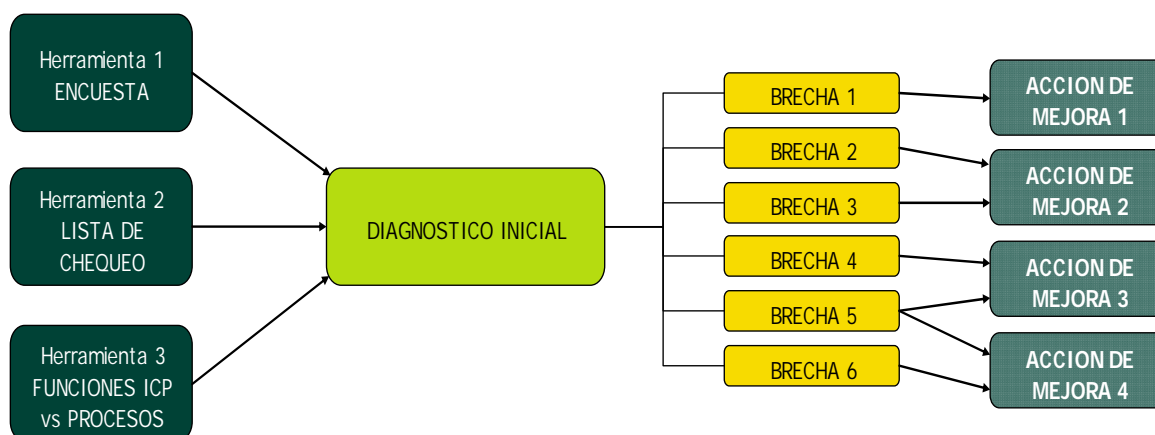 Herramienta 1
ENCUESTA
Herramienta 2
LISTA DE
CHEQUEO
Herramienta 3
FUNCIONES ICP
vs PROCESOS
DIAGNOSTICO INICIAL
BRECHA 1
BRECHA 2
BRECHA 3
BRECHA 4
BRECHA 5
BRECHA 6
ACCION DE
MEJORA 1
ACCION DE
MEJORA 2
ACCION DE
MEJORA 3
ACCION DE
MEJORA 4